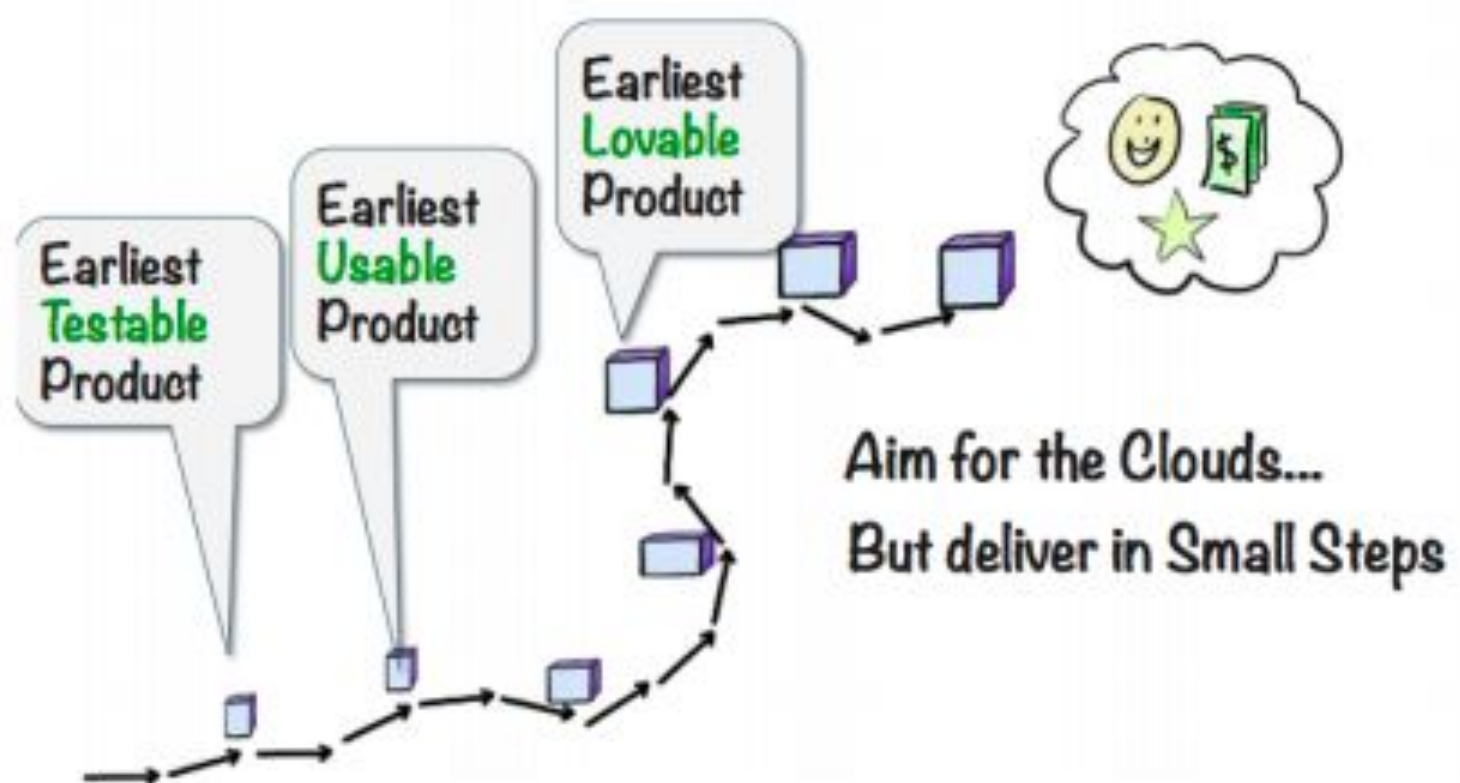 Earliest
Testable
Product
Earliest
Usable
Product
Earliest
Lovable
Product
$
Aim for the Clouds...
But deliver in Small Steps